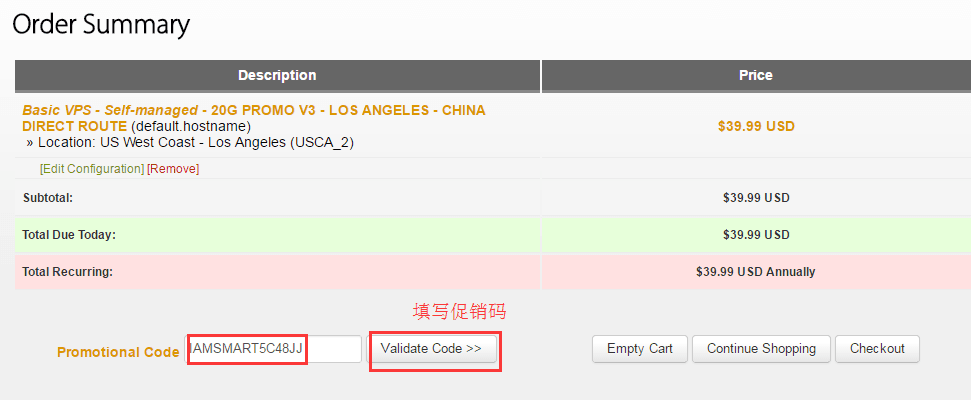 Order Summary
Description Price
Basic VPS - Self-managed - 20G PROMO V3 - LOS ANGELES - CHINA
DIRECT ROUTE (default.hostname) $39.99 USD
» Location: US West Coast - Los Angeles (USCA_2)
[Edit Configuration] [Remove]
Subtotal: $39.99 USD
Total Due Today: $39.99 USD
Total Recurring: $39.99 USD Annually
填写促销码
Promotional Code IAMSMART5C48JJ Validate Code >> Empty Cart Continue Shopping Checkout